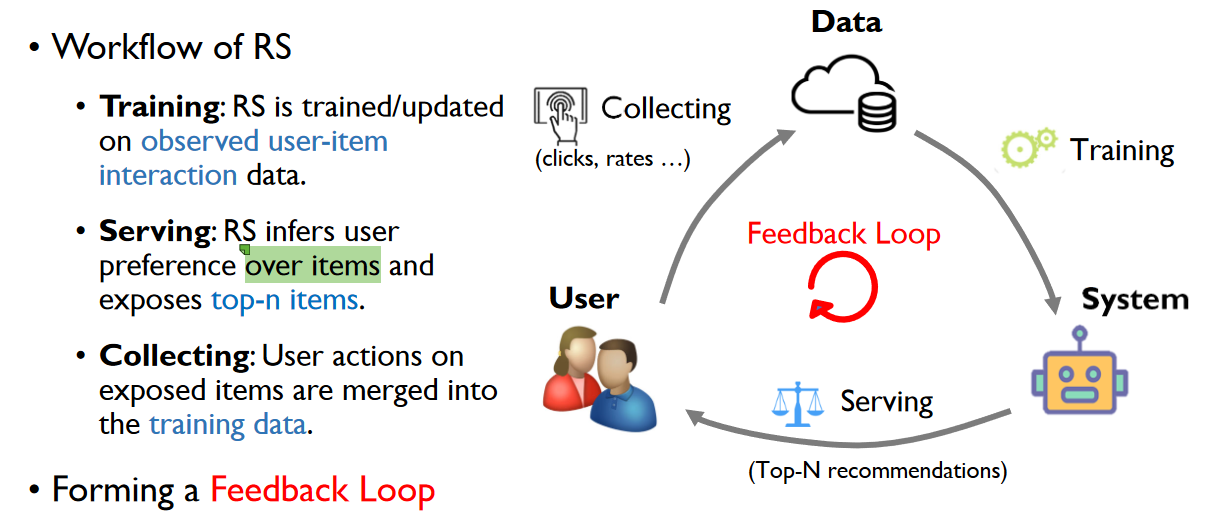 • Workflow of RS
• Training: RS is trained/updated
on observed user-item
interaction data.
• Serving: RS infers user
preference over items and
exposes top-n items.
• Collecting: User actions on
exposed items are merged into
the training data.
• Forming a Feedback Loop
Data
Collecting
(clicks, rates …)
Training
Feedback Loop
User
System
Serving
(Top-N recommendations)